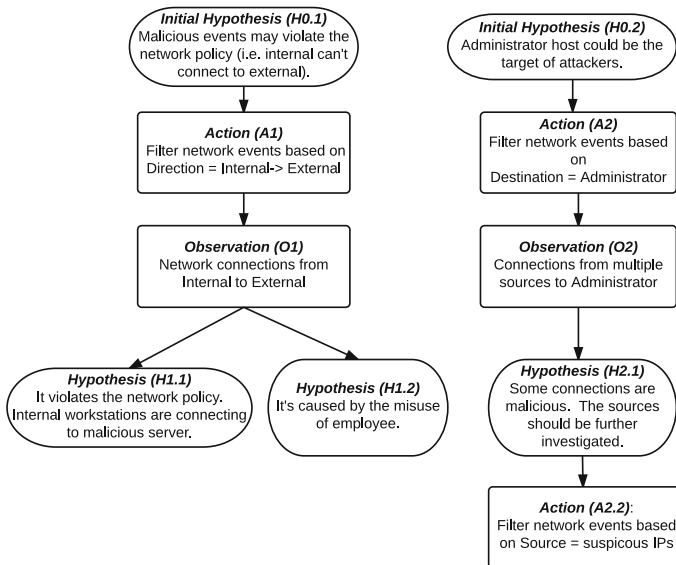 Initial Hypothesis (H0.1)
Malicious events may violate the
network policy (i.e. internal can't
connect to external).
Action (A1)
Filter network events based on
Direction = Internal-> External
Observation (O1)
Network connections from
Internal to External
Hypothesis (H1.1)
It violates the network policy.
Internal workstations are connecting
to malicious server.
Hypothesis (H1.2)
It's caused by the misuse
of employee.
Initial Hypothesis (H0.2)
Administrator host could be the
target of attackers.
Action (A2)
Filter network events based
on
Destination = Administrator
Observation (O2)
Connections from multiple
sources to Administrator
Hypothesis (H2.1)
Some connections are
malicious. The sources
should be further
investigated.
Action (A2.2):
Filter network events based
on Source = suspicous IPs